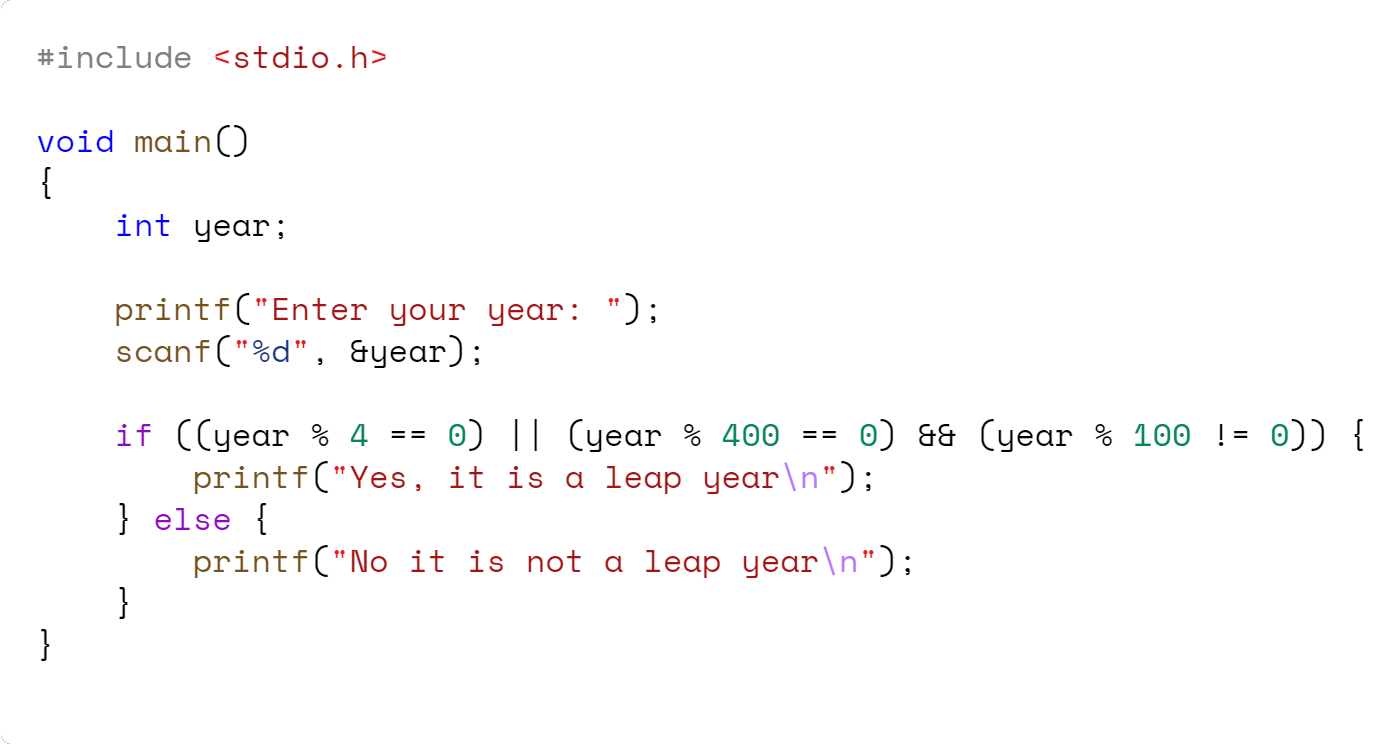 #include <stdio.h>

void main()
{
    int year;

    printf("Enter your year: ");
    scanf("%d", &year);

    if ((year % 4 == 0) || (year % 400 == 0) && (year % 100 != 0)) {
        printf("Yes, it is a leap year\n");
    } else {
        printf("No it is not a leap year\n");
    }
}